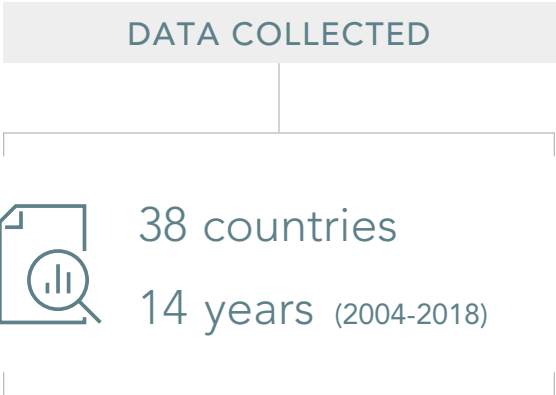 DATA COLLECTED
38 countries
14 years (2004-2018)